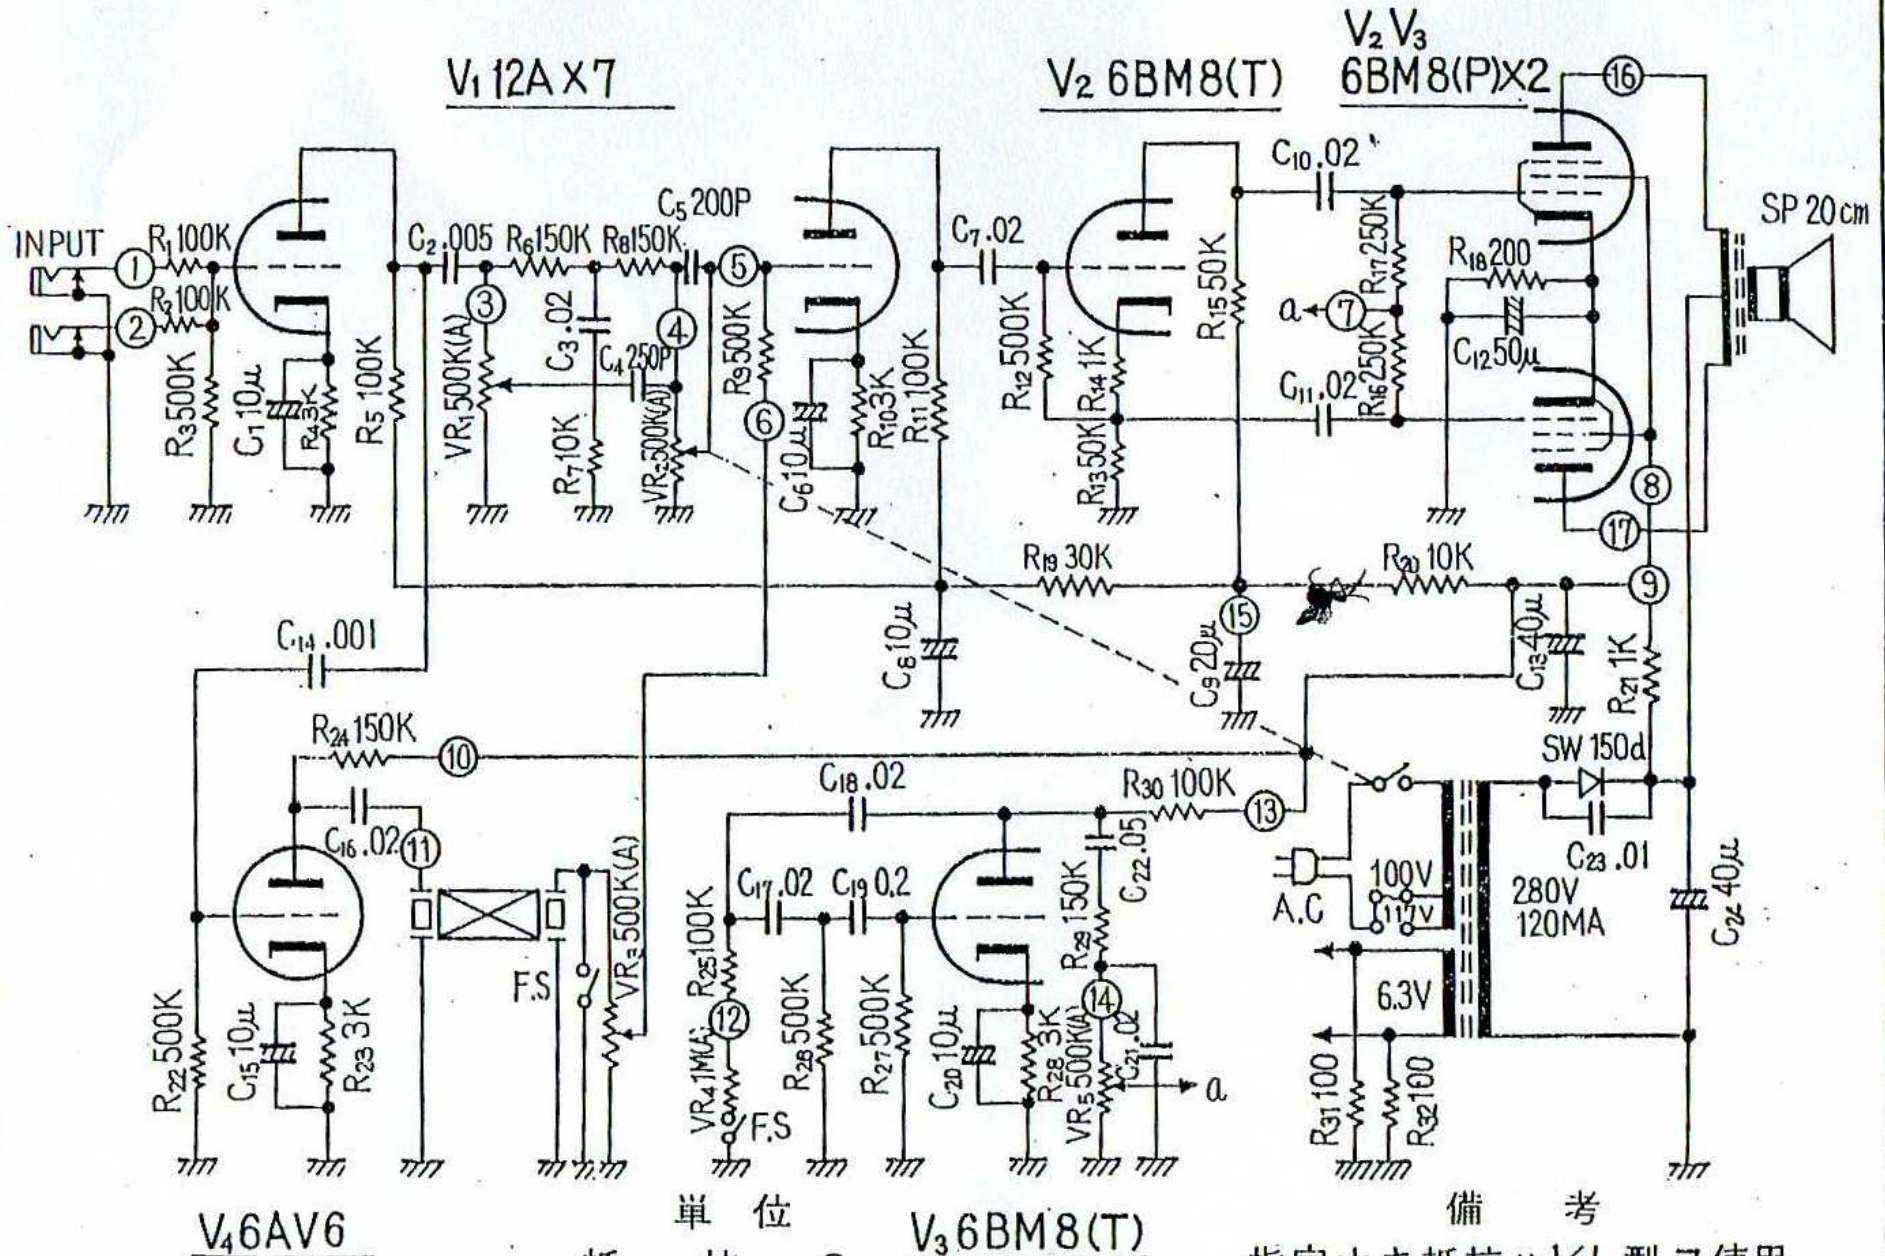 V₁ 12AX7
V₂ 6BM8(T)
V₂ V₃
6BM8(P)X2
16
INPUT
1
R₁ 100K
2
R₂ 100K
R₃ 500K
C₁ 10μ
R₄ 3K
R₅ 100K
C₂ .005
R₆ 150K
R₈ 150K
C₅ 200P
3
4
5
6
VR₁ 500K(A)
C₃ .02
C₄ 250P
R₇ 10K
VR₂ 500K(A)
R₉ 500K
C₆ 10μ
R₁₀ 3K
R₁₁ 100K
C₇ .02
R₁₂ 500K
R₁₄ 1K
R₁₃ 50K
R₁₅ 50K
C₁₀ .02
R₁₇ 250K
a
7
R₁₆ 250K
C₁₁ .02
R₁₈ 200
C₁₂ 50μ
SP 20cm
8
17
R₁₉ 30K
R₂₀ 10K
9
15
C₈ 10μ
C₉ 20μ
C₁₃ 40μ
R₂₁ 1K
C₁₄ .001
R₂₄ 150K
10
C₁₆ .02
11
SW 150d
C₂₃ .01
C₁₈ .02
R₃₀ 100K
13
C₂₂ .05
C₁₇ .02
C₁₉ 0.2
R₂₅ 100K
R₂₉ 150K
100V
117V
A.C
280V
120MA
C₂₄ 40μ
6.3V
F.S
VR₃ 500K(A)
12
14
R₂₂ 500K
C₁₅ 10μ
R₂₃ 3K
VR₄ 1M(A)
F.S
R₂₆ 500K
R₂₇ 500K
C₂₀ 10μ
R₂₈ 3K
VR₅ 500K(A)
C₂₁ .02
a
R₃₁ 100
R₃₂ 100
V₄ 6AV6
単 位
V₃ 6BM8(T)
備 考